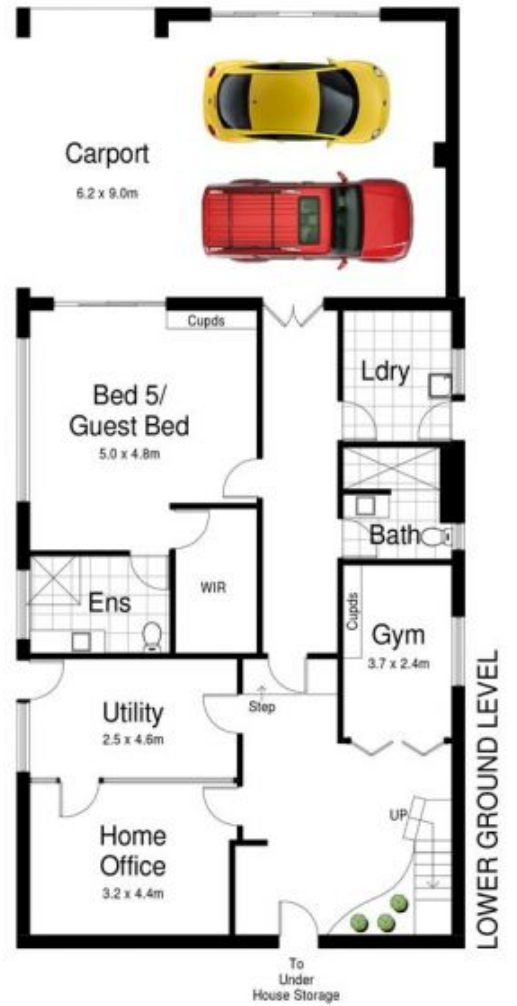 Carport
6.2 x 9.0m
Cupds
Bed 5/
Guest Bed
5.0 x 4.8m
Ldry
Bath
Ens
WIR
Cupds
Gym
3.7 x 2.4m
Utility
2.5 x 4.6m
Step
Home
Office
3.2 x 4.4m
UP
To
Under
House Storage
LOWER GROUND LEVEL